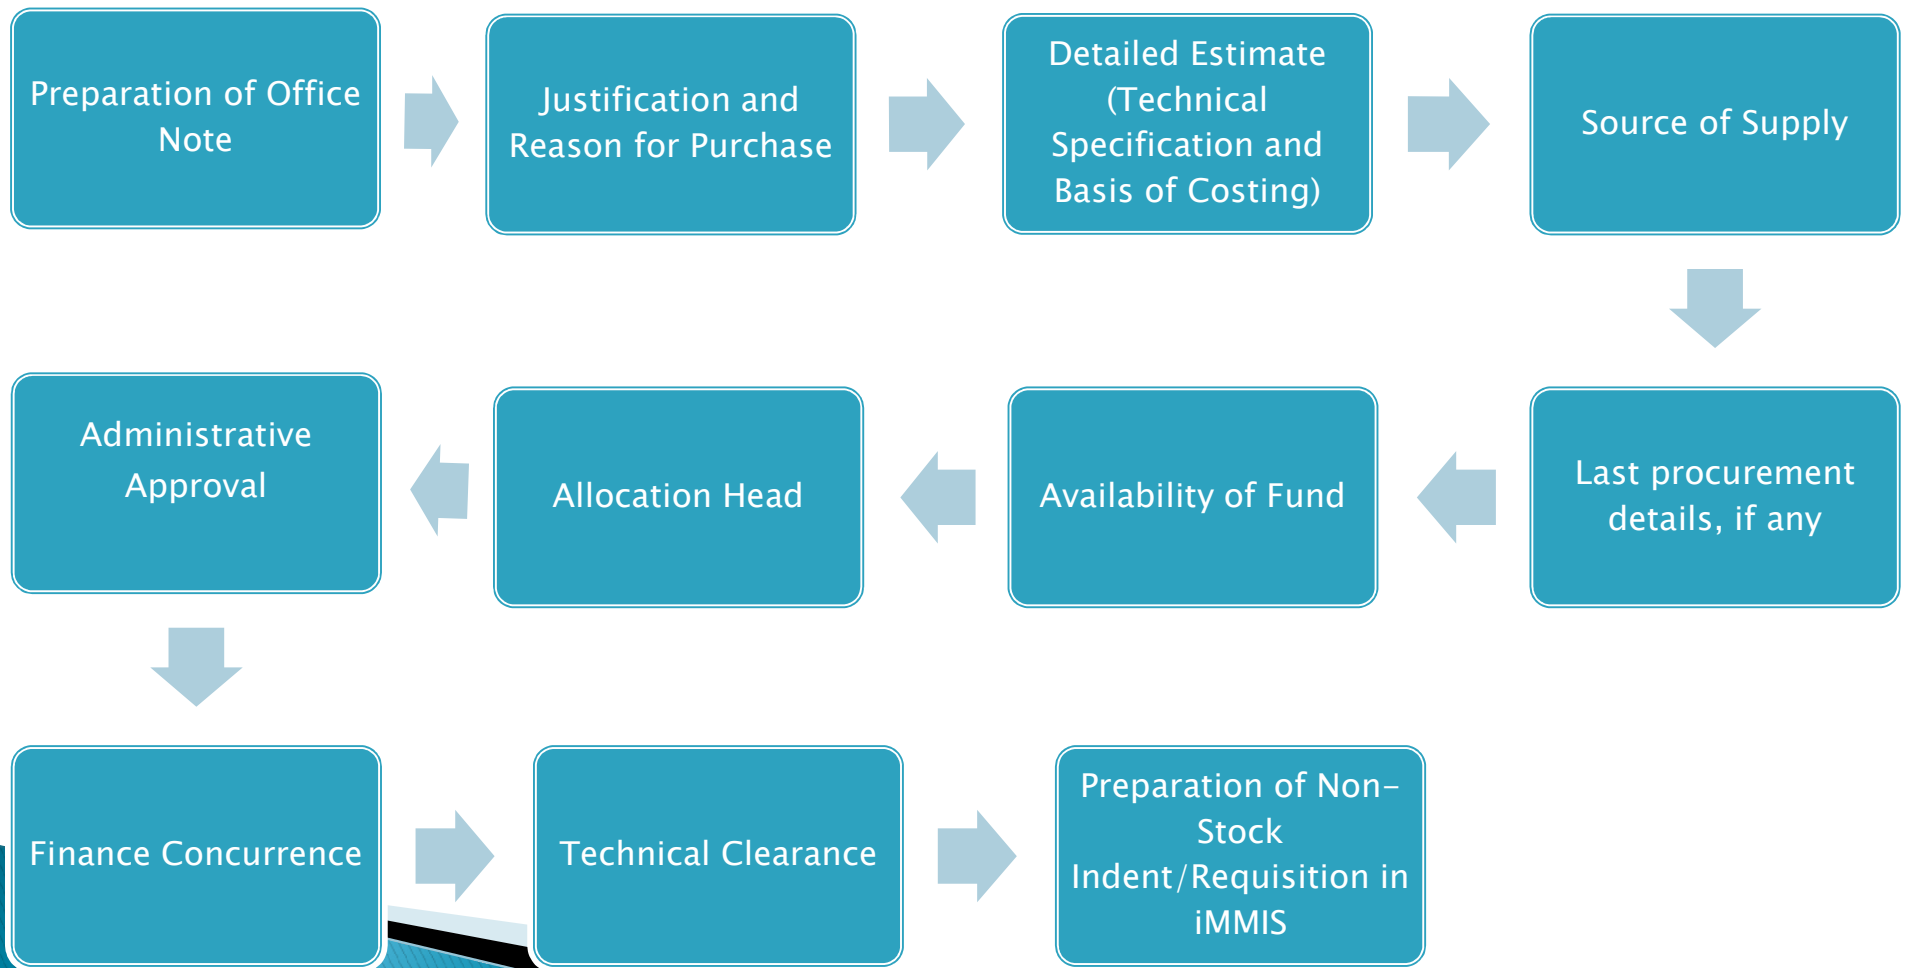 Preparation of Office
Note
Justification and
Reason for Purchase
Detailed Estimate
(Technical
Specification and
Basis of Costing)
Source of Supply
Last procurement
details, if any
Availability of Fund
Allocation Head
Administrative
Approval
Finance Concurrence
Technical Clearance
Preparation of Non-
Stock
Indent/Requisition in
iMMIS